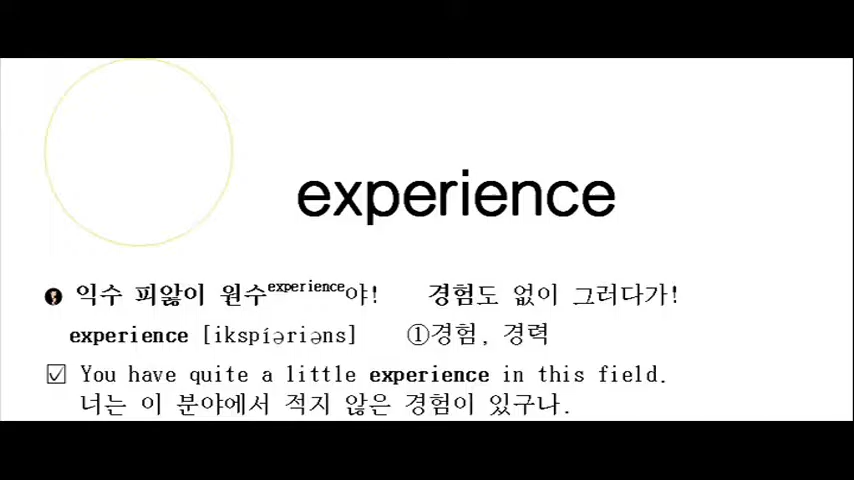 experience
익수 피앓이 원수experience야! 경험도 없이 그러다가!
experience [ikspíəriəns] ①경험, 경력
☑ You have quite a little experience in this field.
너는 이 분야에서 적지 않은 경험이 있구나.